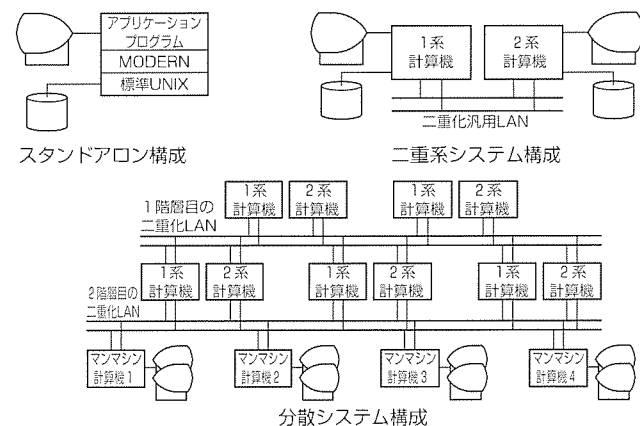 アプリケーション
プログラム
MODERN
標準UNIX
スタンドアロン構成
1系
計算機
2系
計算機
二重化汎用LAN
二重系システム構成
1階層目の
二重化LAN
1系
計算機
2系
計算機
1系
計算機
2系
計算機
2階層目の
二重化LAN
1系
計算機
2系
計算機
1系
計算機
2系
計算機
1系
計算機
2系
計算機
マンマシン
計算機1
マンマシン
計算機2
マンマシン
計算機3
マンマシン
計算機4
分散システム構成